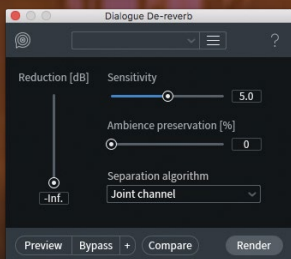 Dialogue De-reverb
?
Reduction [dB]
Sensitivity
5.0
Ambience preservation [%]
0
Separation algorithm
-Inf.
Joint channel
Preview Bypass + Compare Render